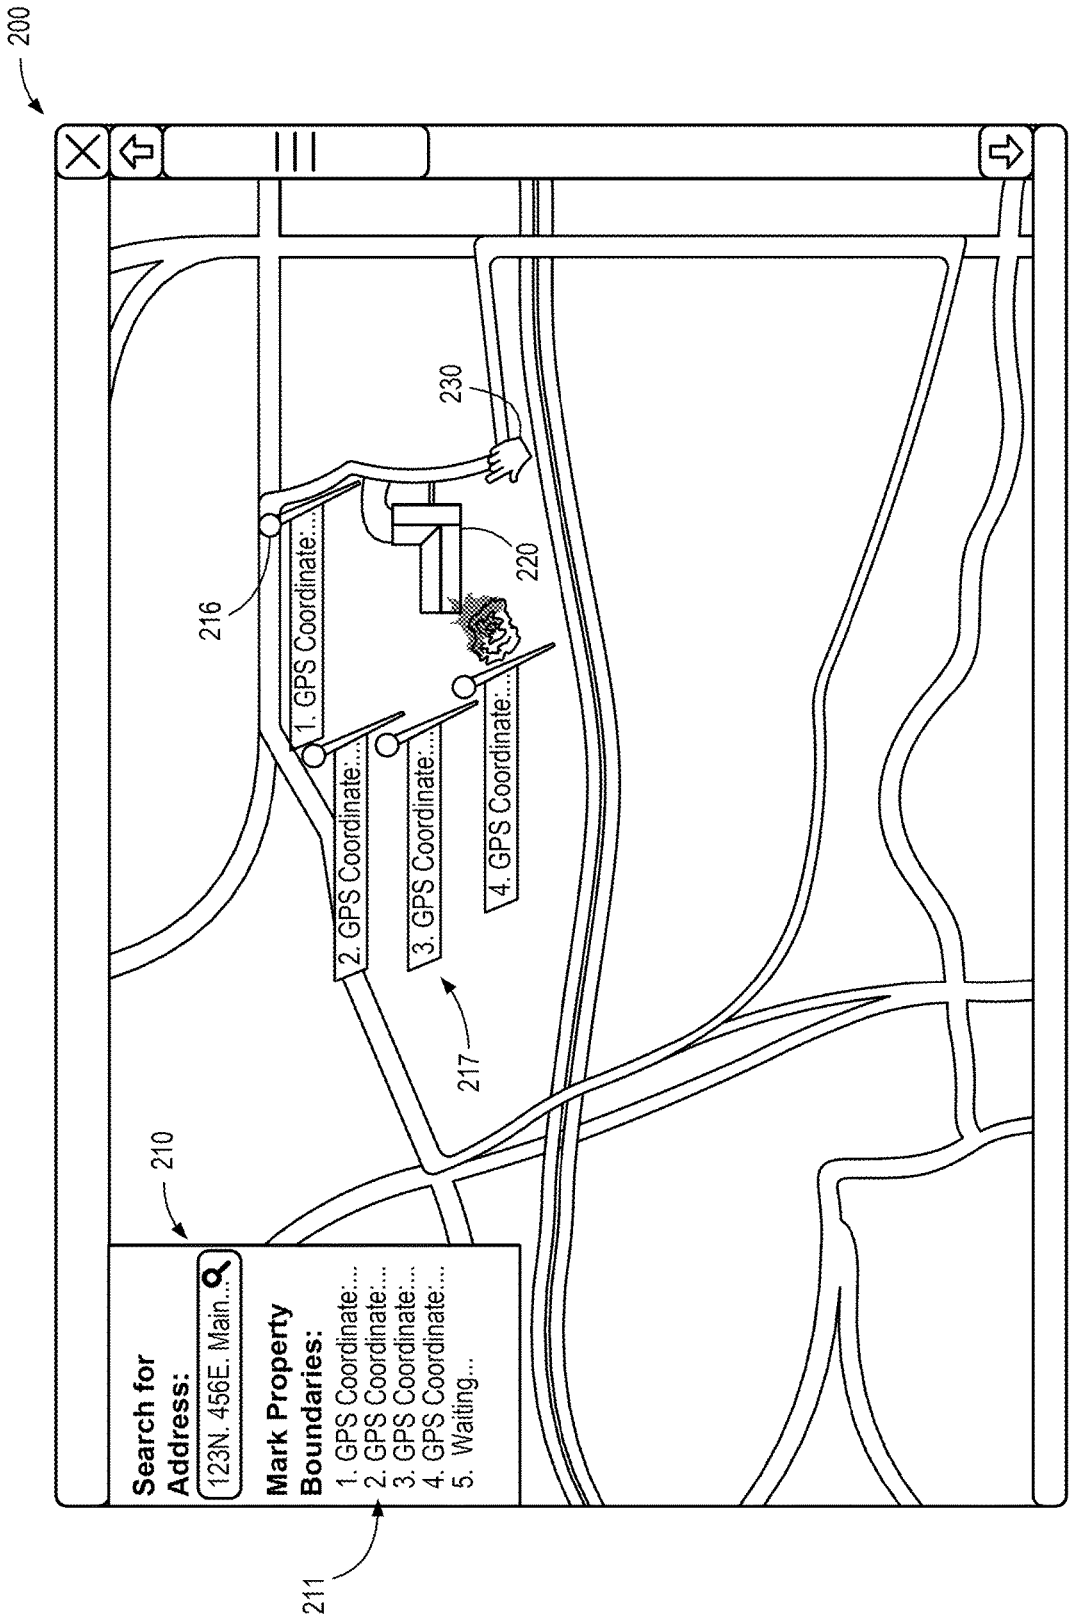 200
210
Search for
Address:
123N. 456E. Main...
Mark Property
Boundaries:
1. GPS Coordinate:...
2. GPS Coordinate:...
3. GPS Coordinate:...
4. GPS Coordinate:...
5. Waiting...
211
216
1. GPS Coordinate:...
2. GPS Coordinate:...
3. GPS Coordinate:...
4. GPS Coordinate:...
217
220
230